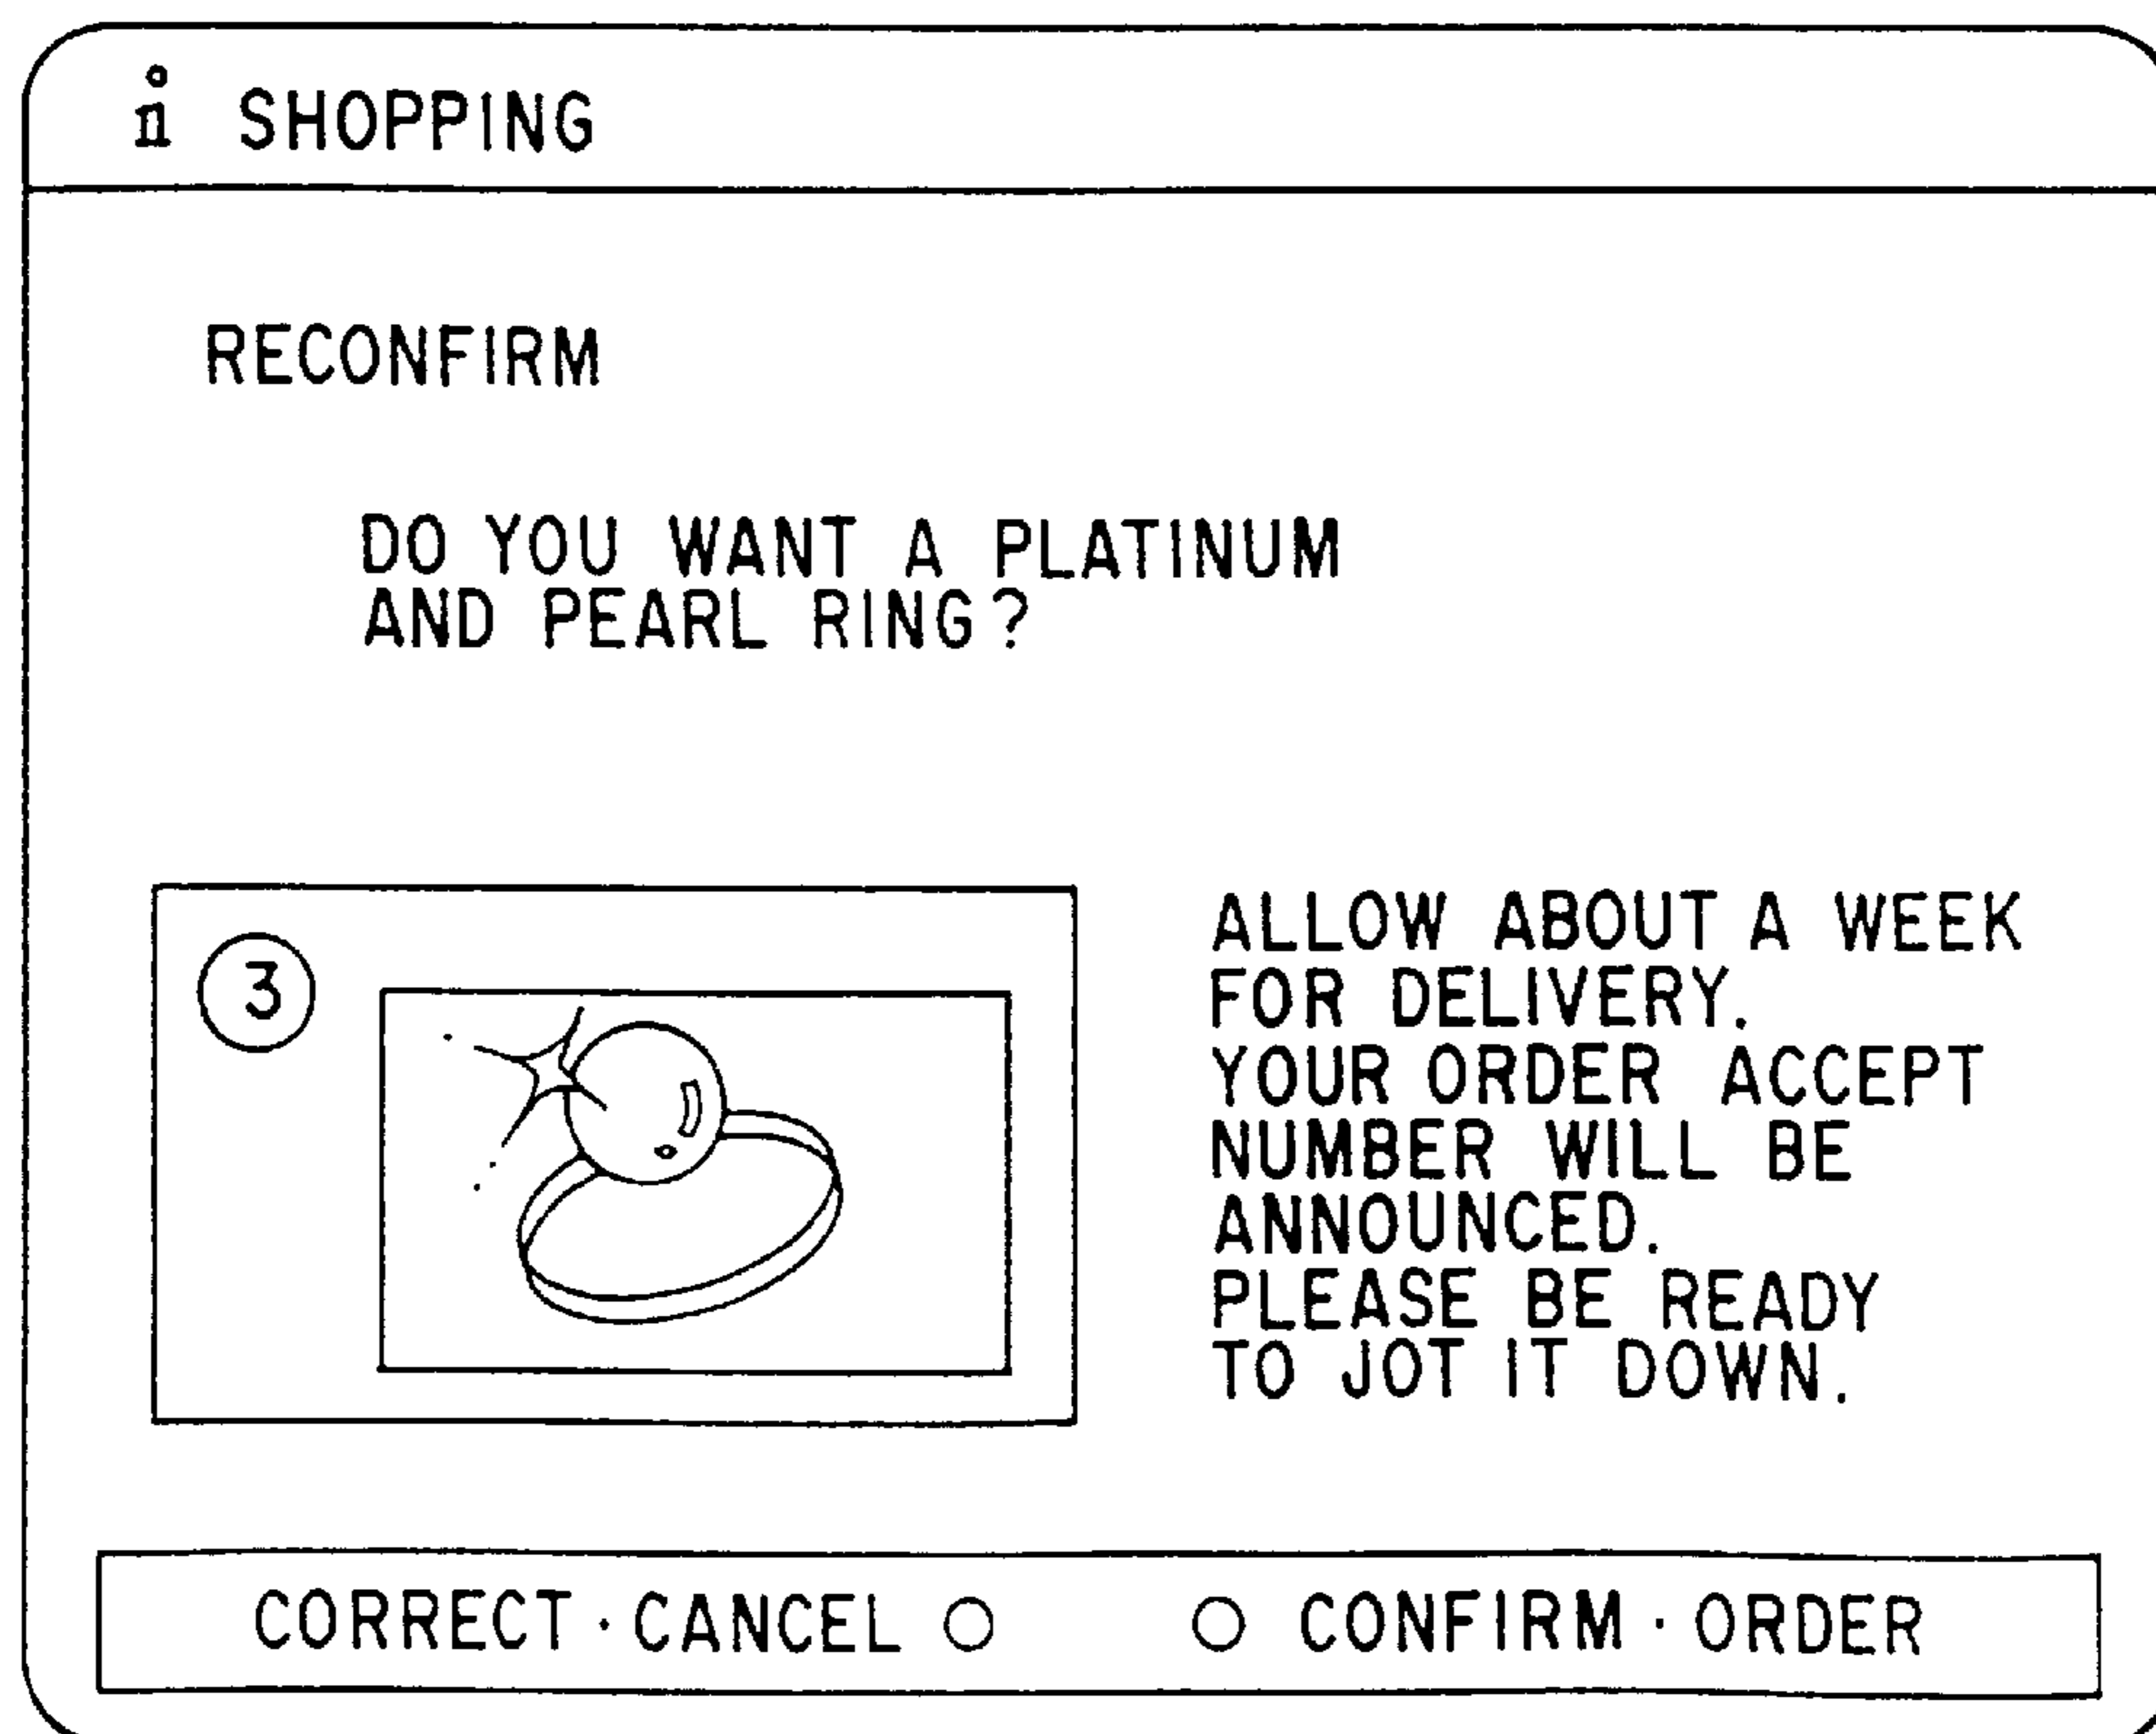 i SHOPPING
RECONFIRM
DO YOU WANT A PLATINUM
AND PEARL RING?
3
ALLOW ABOUT A WEEK
FOR DELIVERY.
YOUR ORDER ACCEPT
NUMBER WILL BE
ANNOUNCED.
PLEASE BE READY
TO JOT IT DOWN.
CORRECT·CANCEL ○ ○ CONFIRM·ORDER